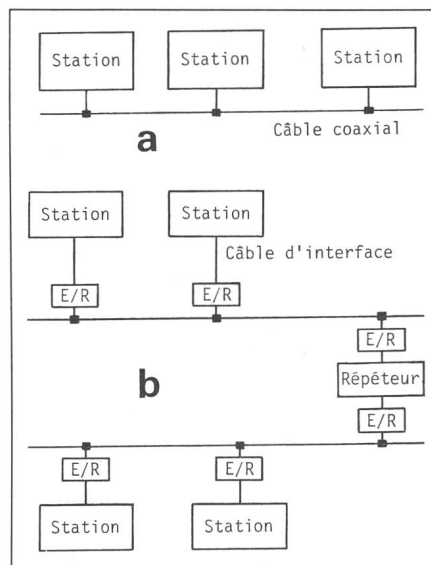 Station Station Station
Câble coaxial
a
Station Station
Câble d'interface
E/R E/R
E/R
Répéteur
b
E/R
E/R E/R
Station Station